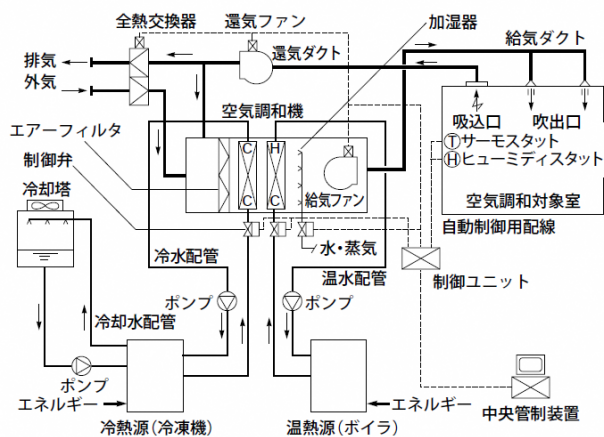 全熱交換器
還気ファン
加湿器
排気
外気
還気ダクト
給気ダクト
空気調和機
エアーフィルタ
制御弁
冷却塔
C
C
H
C
給気ファン
吸込口
吹出口
Ⓣサーモスタット
Ⓗヒューミディスタット
空気調和対象室
自動制御用配線
水・蒸気
冷水配管
温水配管
制御ユニット
ポンプ
ポンプ
冷却水配管
ポンプ
エネルギー
エネルギー
冷熱源(冷凍機)
温熱源(ボイラ)
中央管制装置